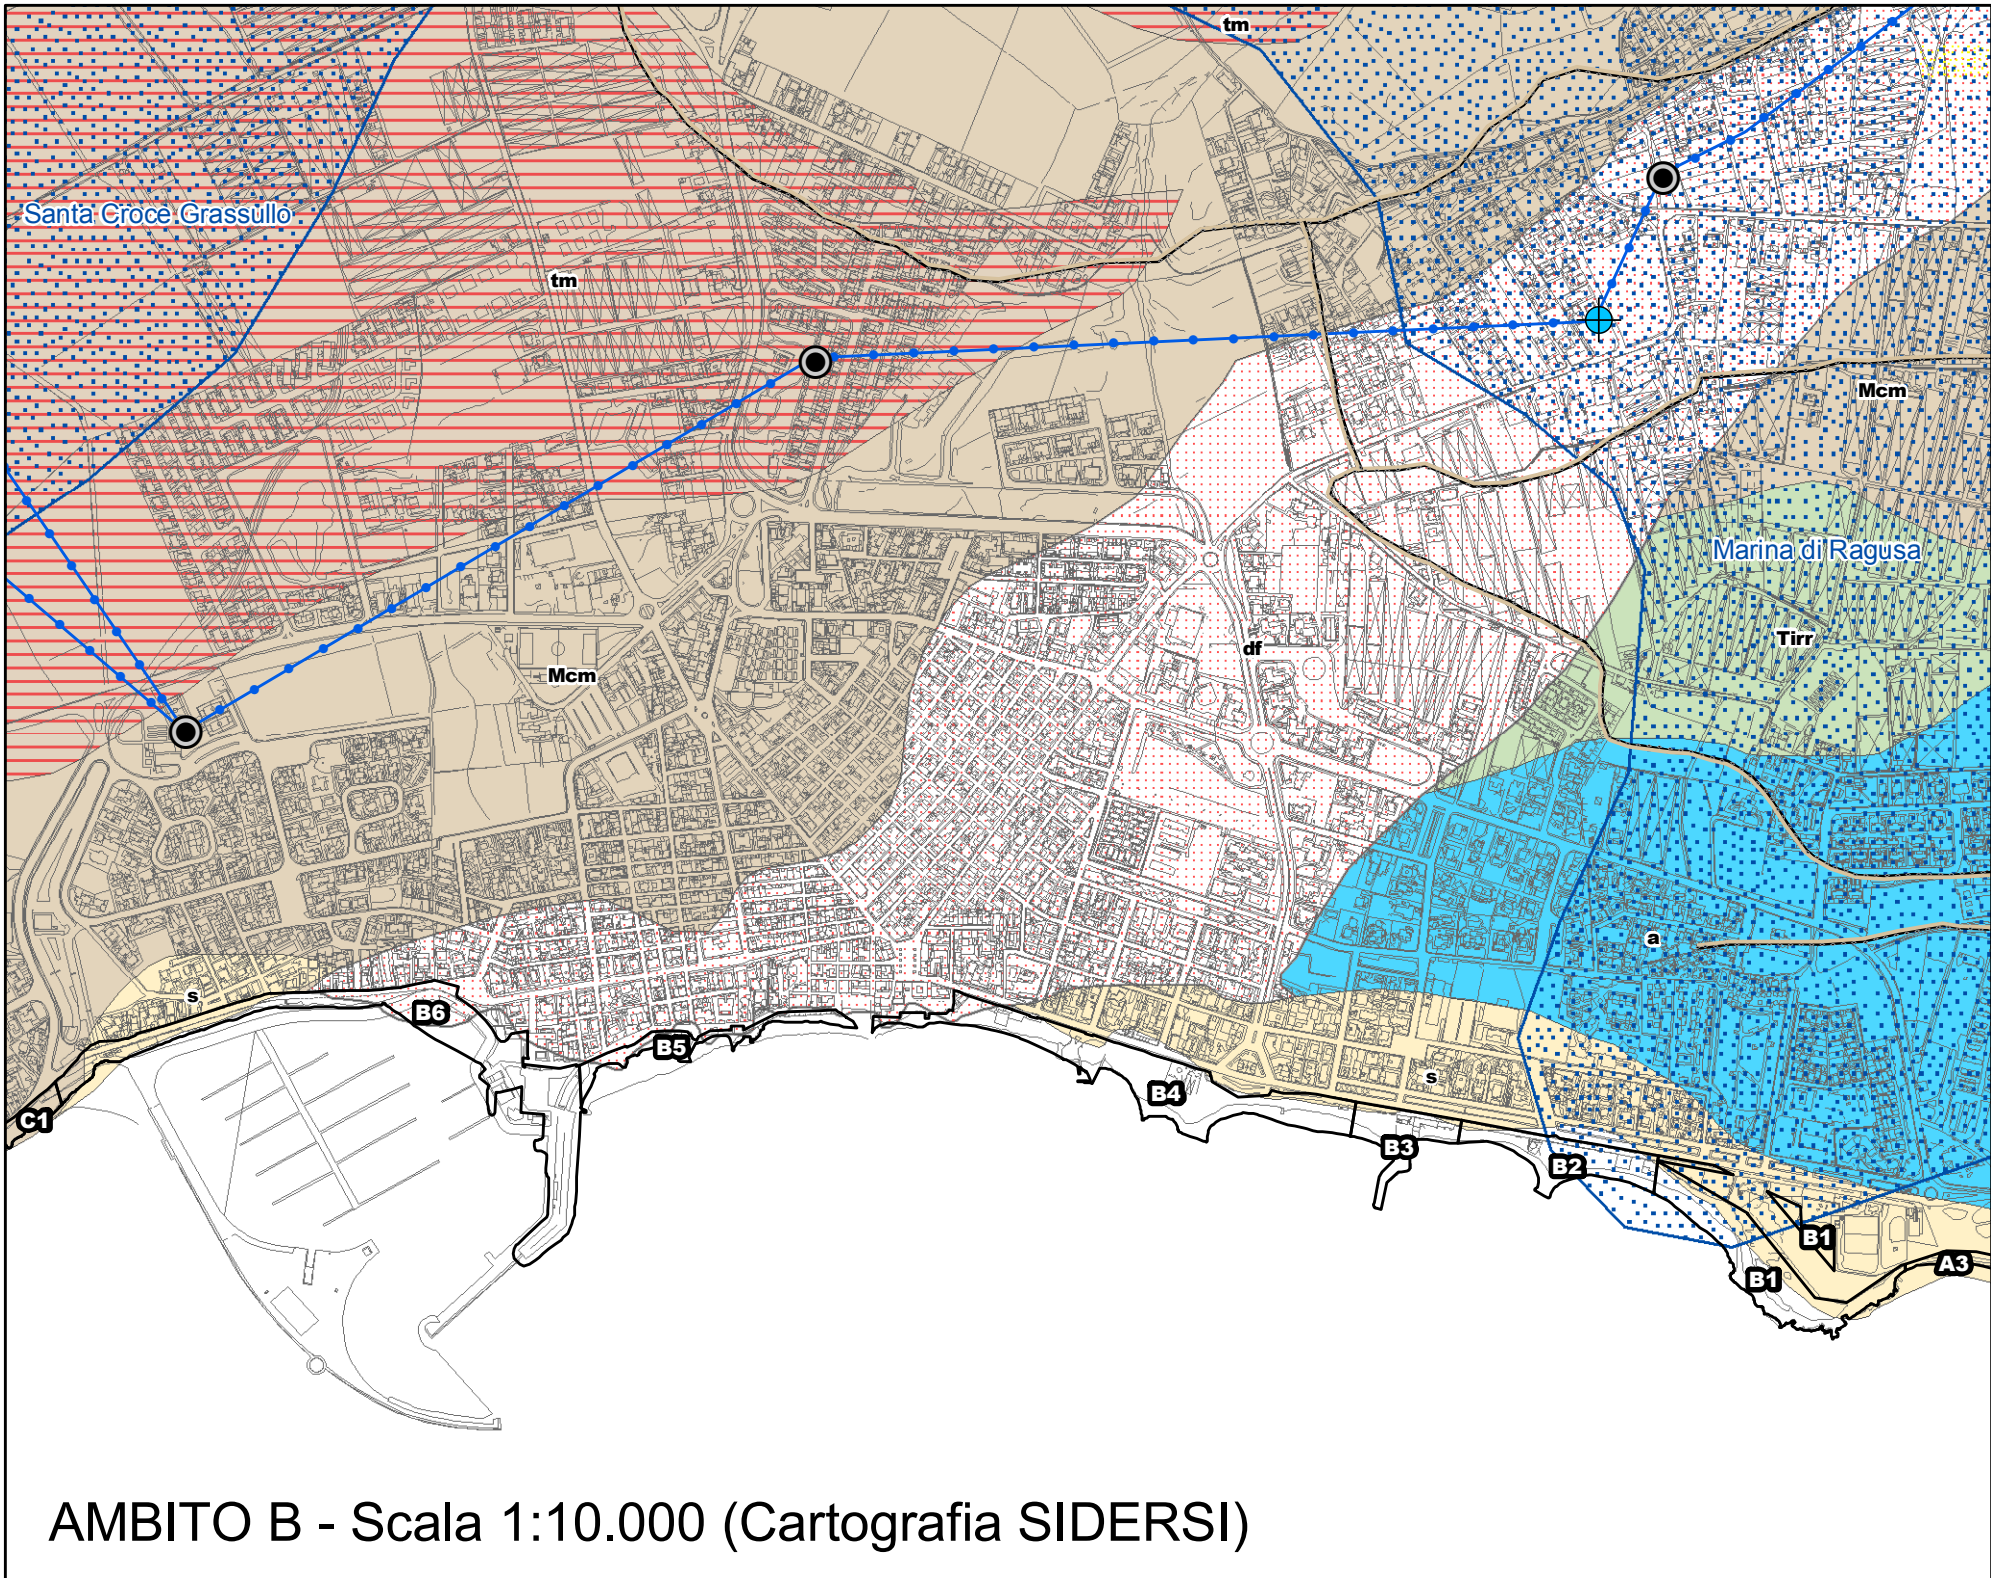 tm
Santa Croce Grassullo
tm
Mcm
Marina di Ragusa
Tirr
df
Mcm
a
s
B6
B5
s
B4
C1
B3
B2
B1
A3
B1
AMBITO B - Scala 1:10.000 (Cartografia SIDERSI)